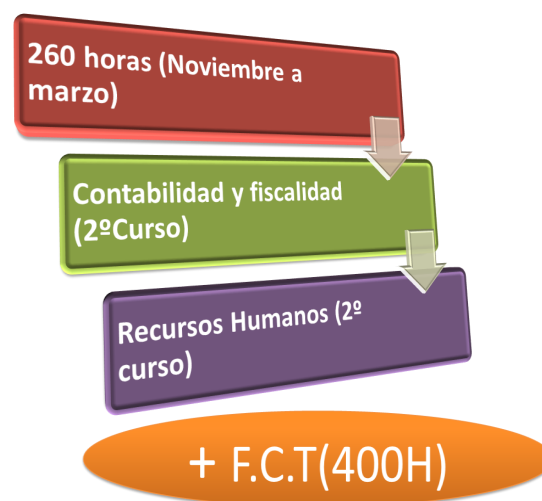 260 horas (Noviembre a
marzo)
Contabilidad y fiscalidad
(2ºCurso)
Recursos Humanos (2º
curso)
+ F.C.T(400H)